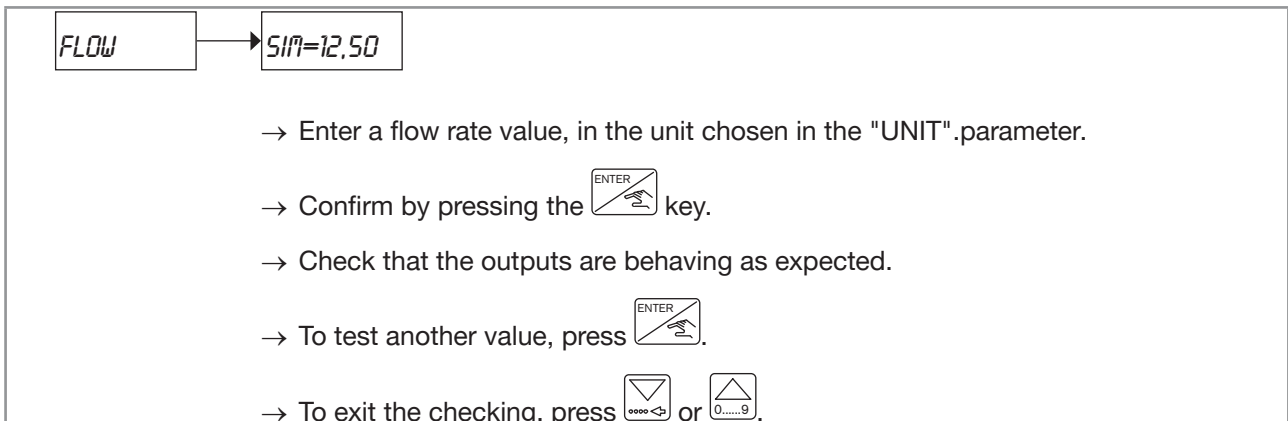 FLOW SIM=12,50
→ Enter a flow rate value, in the unit chosen in the "UNIT".parameter.
→ Confirm by pressing the ENTER key.
→ Check that the outputs are behaving as expected.
→ To test another value, press ENTER.
→ To exit the checking, press or 0......9.